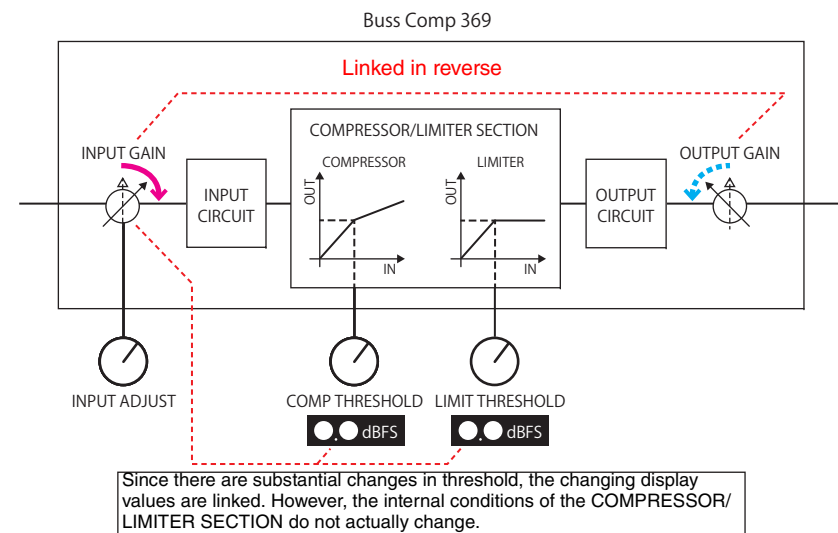 Buss Comp 369
Linked in reverse
COMPRESSOR/LIMITER SECTION
INPUT GAIN
COMPRESSOR
LIMITER
OUTPUT GAIN
INPUT
CIRCUIT
OUT
IN
OUT
IN
OUTPUT
CIRCUIT
INPUT ADJUST
COMP THRESHOLD
LIMIT THRESHOLD
dBFS
dBFS
Since there are substantial changes in threshold, the changing display
values are linked. However, the internal conditions of the COMPRESSOR/
LIMITER SECTION do not actually change.